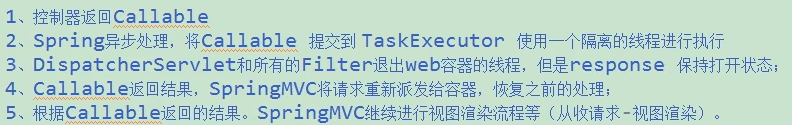 1、控制器返回Callable
2、Spring异步处理，将Callable 提交到 TaskExecutor 使用一个隔离的线程进行执行
3、DispatcherServlet和所有的Filter退出web容器的线程，但是response 保持打开状态；
4、Callable返回结果，SpringMVC将请求重新派发给容器，恢复之前的处理；
5、根据Callable返回的结果。SpringMVC继续进行视图渲染流程等（从收请求-视图渲染）。